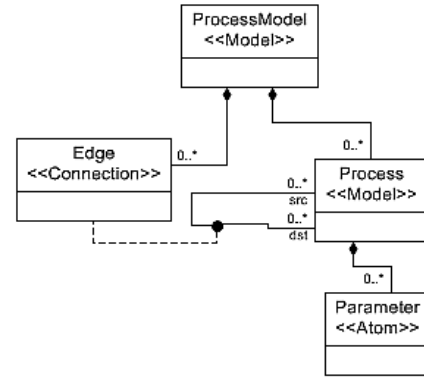 ProcessModel
<<Model>>
Edge
<<Connection>>
0..*
0..*
Process
<<Model>>
0..*
src
0..*
dst
0..*
Parameter
<<Atom>>